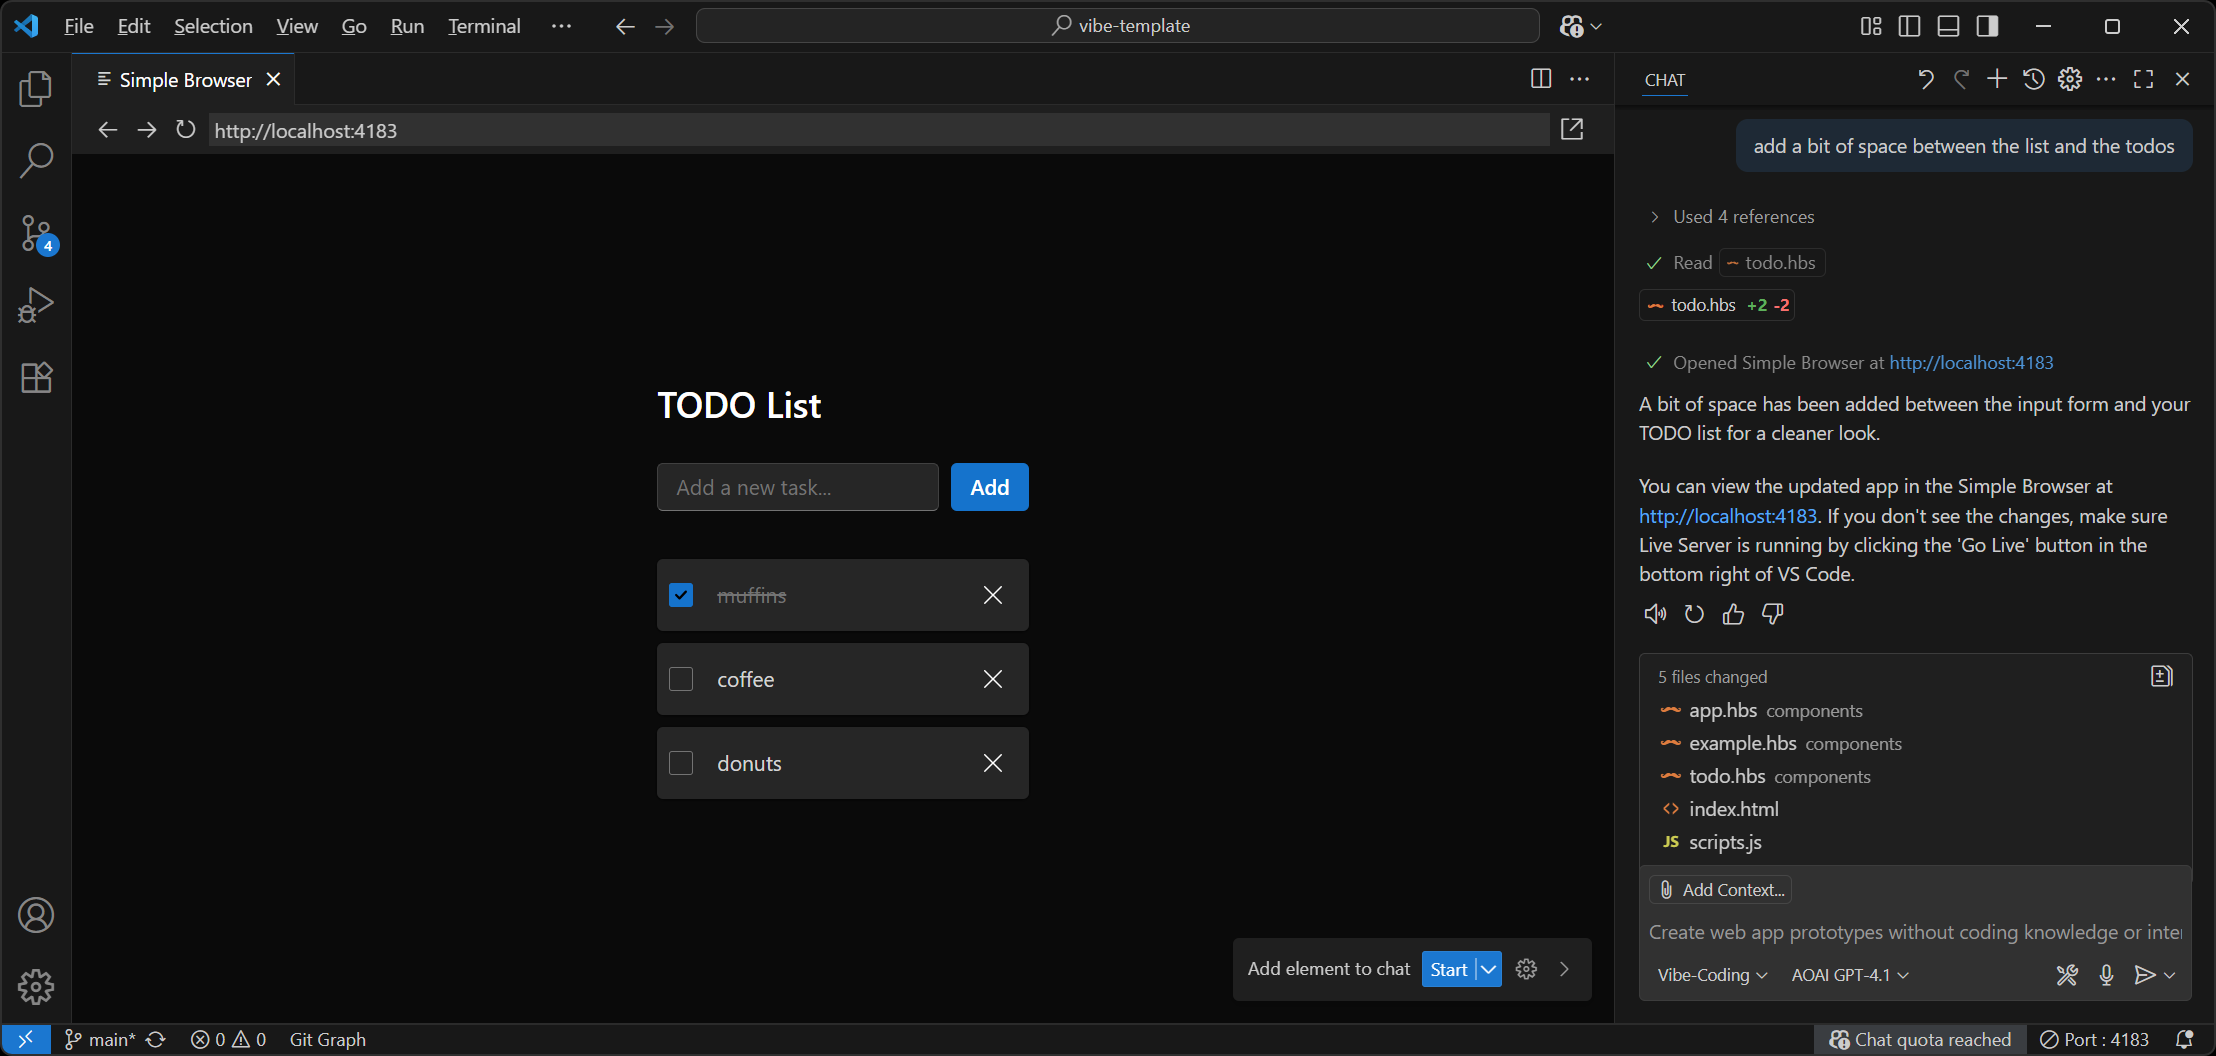 File Edit Selection View Go Run Terminal ···
vibe-template
Simple Browser
http://localhost:4183
4
TODO List
Add a new task...
Add
muffins
coffee
donuts
Add element to chat
Start
CHAT
add a bit of space between the list and the todos
Used 4 references
Read todo.hbs
todo.hbs +2 -2
Opened Simple Browser at http://localhost:4183
A bit of space has been added between the input form and your
TODO list for a cleaner look.
You can view the updated app in the Simple Browser at
http://localhost:4183. If you don't see the changes, make sure
Live Server is running by clicking the 'Go Live' button in the
bottom right of VS Code.
5 files changed
app.hbs components
example.hbs components
todo.hbs components
index.html
JS scripts.js
Add Context...
Create web app prototypes without coding knowledge or inte
Vibe-Coding AOAI GPT-4.1
main* 0 0 Git Graph
Chat quota reached Port : 4183